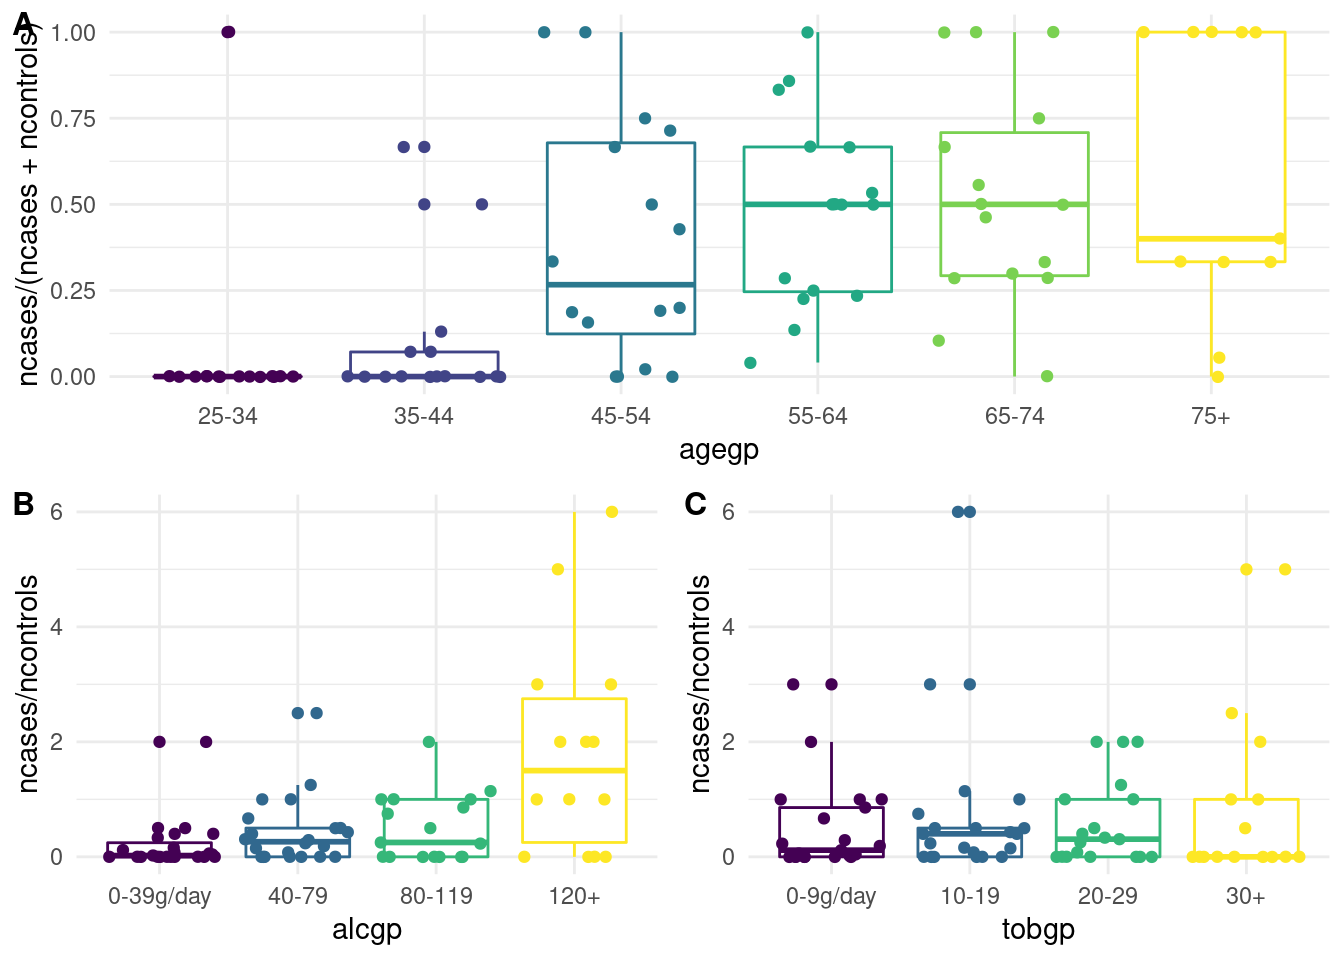 A
ncases/(ncases + ncontrols)
1.00
0.75
0.50
0.25
0.00
25-34 35-44 45-54 55-64 65-74 75+
agegp
B
ncases/ncontrols
6
4
2
0
0-39g/day 40-79 80-119 120+
alcgp
C
ncases/ncontrols
6
4
2
0
0-9g/day 10-19 20-29 30+
tobgp